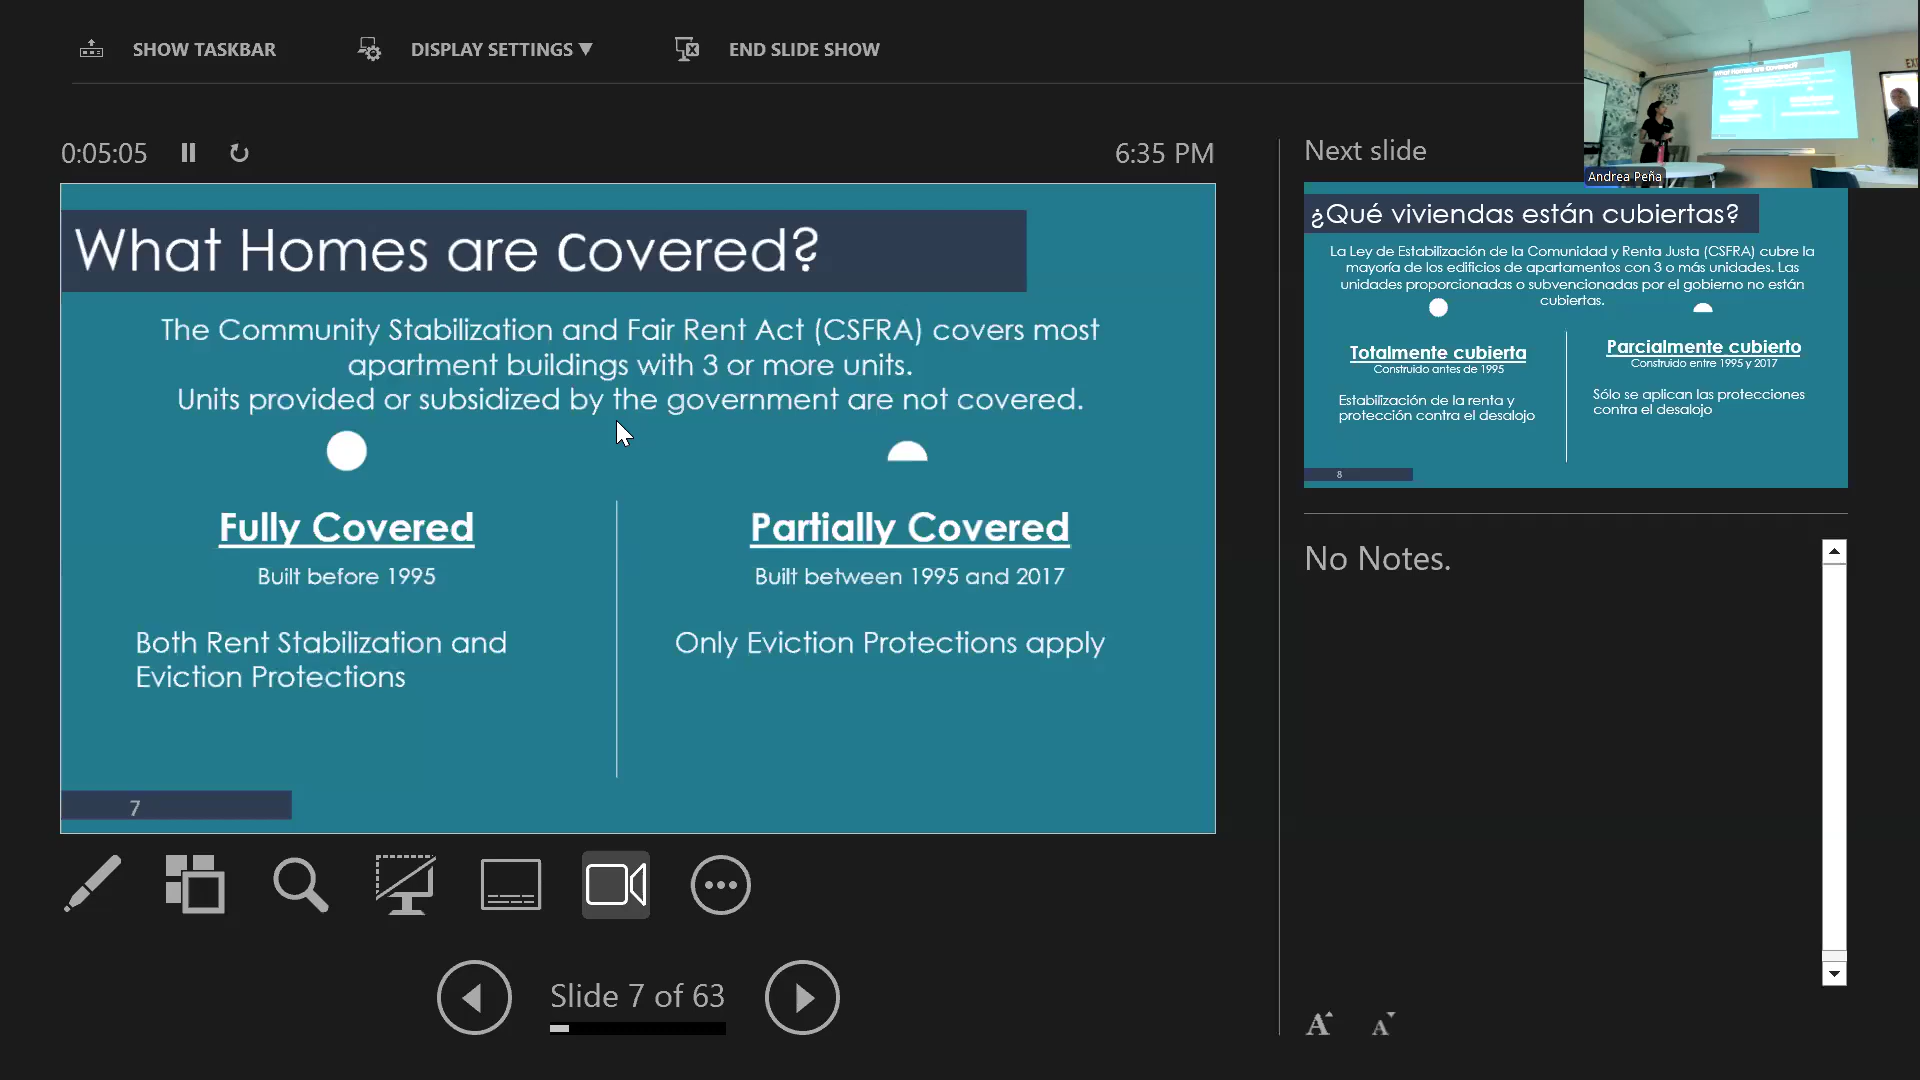 SHOW TASKBAR
DISPLAY SETTINGS ▼
END SLIDE SHOW
0:05:05
6:35 PM
What Homes are Covered?
The Community Stabilization and Fair Rent Act (CSFRA) covers most
apartment buildings with 3 or more units.
Units provided or subsidized by the government are not covered.
Fully Covered
Built before 1995
Both Rent Stabilization and
Eviction Protections
Partially Covered
Built between 1995 and 2017
Only Eviction Protections apply
7
Slide 7 of 63
Next slide
¿Qué viviendas están cubiertas?
La Ley de Estabilización de la Comunidad y Renta Justa (CSFRA) cubre la
mayoría de los edificios de apartamentos con 3 o más unidades. Las
unidades proporcionadas o subvencionadas por el gobierno no están
cubiertas.
Totalmente cubierta
Construido antes de 1995
Estabilización de la renta y
protección contra el desalojo
Parcialmente cubierto
Construido entre 1995 y 2017
Sólo se aplican las protecciones
contra el desalojo
8
No Notes.
A A
Andrea Peña
What Homes are Covered?